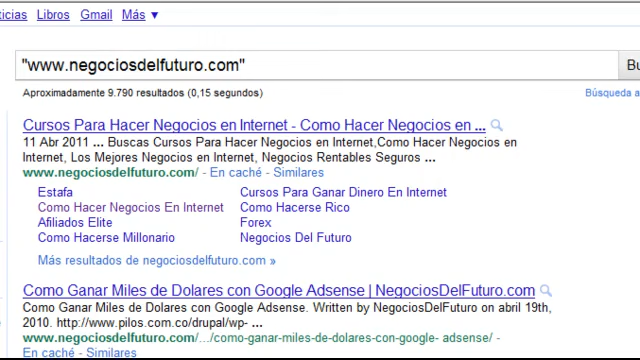 ticias Libros Gmail Más ▼
"www.negociosdelfuturo.com"
Bu
Aproximadamente 9.790 resultados (0,15 segundos)
Búsqueda a
Cursos Para Hacer Negocios en Internet - Como Hacer Negocios en ...
11 Abr 2011 ... Buscas Cursos Para Hacer Negocios en Internet,Como Hacer Negocios en
Internet, Los Mejores Negocios en Internet, Negocios Rentables Seguros ...
www.negociosdelfuturo.com/ - En caché - Similares
Estafa Cursos Para Ganar Dinero En Internet
Como Hacer Negocios En Internet Como Hacerse Rico
Afiliados Elite Forex
Como Hacerse Millonario Negocios Del Futuro
Más resultados de negociosdelfuturo.com »
Como Ganar Miles de Dolares con Google Adsense | NegociosDelFuturo.com
Como Ganar Miles de Dolares con Google Adsense. Written by NegociosDelFuturo on abril 19th,
2010. http://www.pilos.com.co/drupal/wp- ...
www.negociosdelfuturo.com/.../como-ganar-miles-de-dolares-con-google- adsense/ -
En caché - Similares